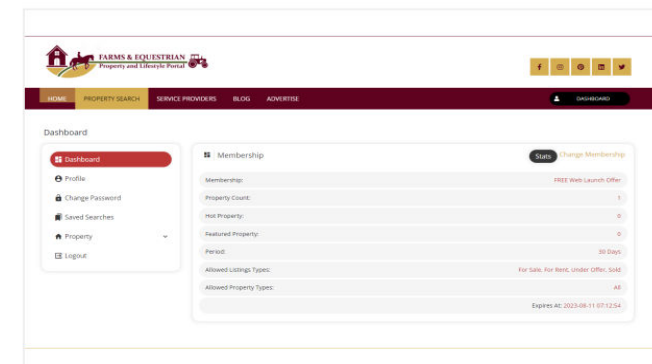 FARMS & EQUESTRIAN
Property and Lifestyle Portal
HOME PROPERTY SEARCH SERVICE PROVIDERS BLOG ADVERTISE DASHBOARD
Dashboard
Dashboard
Profile
Change Password
Saved Searches
Property
Logout
Membership Stats Change Membership
Membership: FREE Web Launch Offer
Property Count: 1
Hot Property: 0
Featured Property: 0
Period: 30 Days
Allowed Listings Types: For Sale, For Rent, Under Offer, Sold
Allowed Property Types: All
Expires At: 2023-08-11 07:12:54